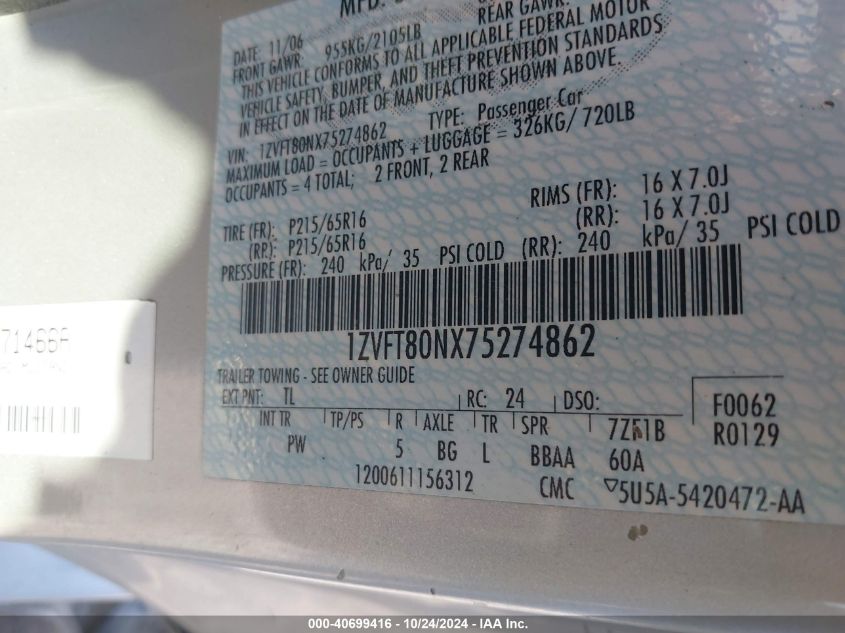 MFD.
REAR GAWR:
DATE: 11/06
FRONT GAWR: 955KG/2105LB
THIS VEHICLE CONFORMS TO ALL APPLICABLE FEDERAL MOTOR
VEHICLE SAFETY, BUMPER, AND THEFT PREVENTION STANDARDS
IN EFFECT ON THE DATE OF MANUFACTURE SHOWN ABOVE.
VIN: 1ZVFT80NX75274862 TYPE: Passenger Car
MAXIMUM LOAD = OCCUPANTS + LUGGAGE = 326KG/ 720LB
OCCUPANTS = 4 TOTAL; 2 FRONT, 2 REAR
RIMS (FR): 16 X 7.0J
TIRE (FR): P215/65R16 (RR): 16 X 7.0J
(RR): P215/65R16
PRESSURE (FR): 240 kPa/ 35 PSI COLD (RR): 240 kPa/ 35 PSI COLD
1ZVFT80NX75274862
TRAILER TOWING - SEE OWNER GUIDE
EXT PNT: TL RC: 24 DSO: F0062
INT TR TP/PS R AXLE TR SPR 7Z51B R0129
PW 5 BG L BBAA 60A
1200611156312 CMC ▽5U5A-5420472-AA
000-40699416 - 10/24/2024 - IAA Inc.